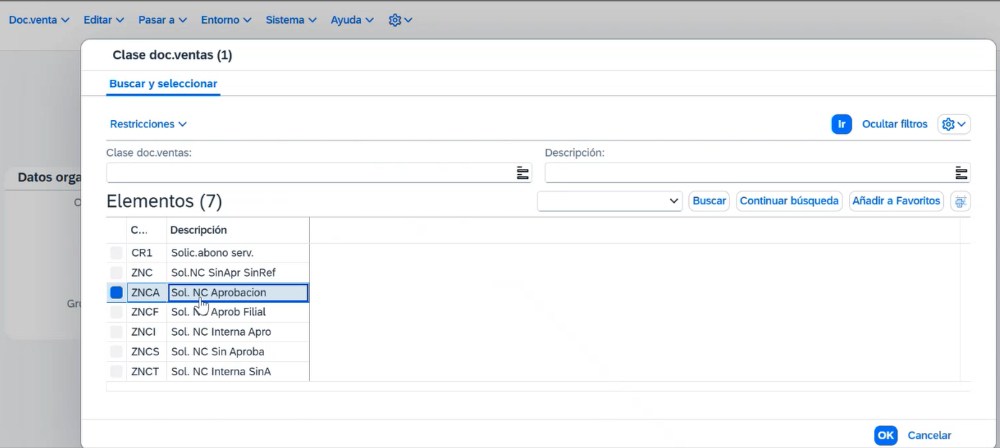 Doc.venta Editar Pasar a Entorno Sistema Ayuda
Clase doc.ventas (1)
Buscar y seleccionar
Restricciones Ir Ocultar filtros
Clase doc.ventas: Descripción:
Datos orga
Elementos (7) Buscar Continuar búsqueda Añadir a Favoritos
C... Descripción
CR1 Solic.abono serv.
ZNC Sol.NC SinApr SinRef
ZNCA Sol. NC Aprobacion
Gru
ZNCF Sol. NC Aprob Filial
ZNCI Sol. NC Interna Apro
ZNCS Sol. NC Sin Aproba
ZNCT Sol. NC Interna SinA
OK Cancelar